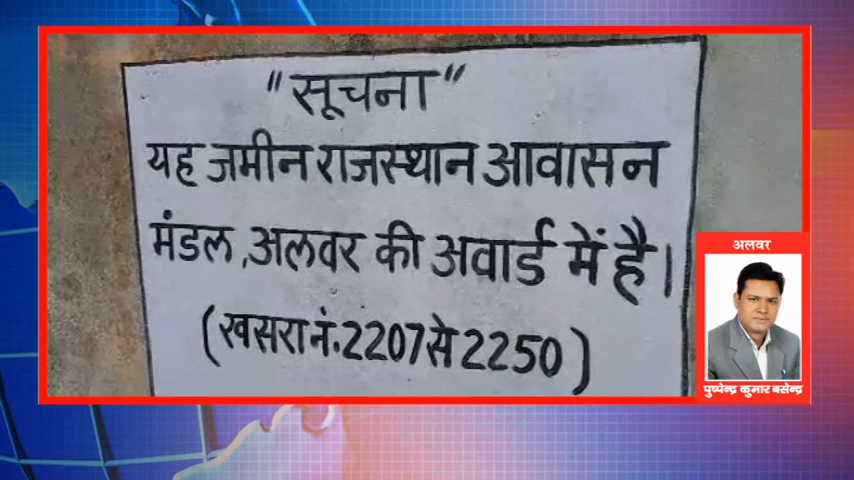 "सूचना"
यह जमीन राजस्थान आवासन
मंडल, अलवर की अवार्ड में है।
(खसरा नं. 2207 से 2250)
अलवर
पुष्पेन्द्र कुमार बसेन्द्र